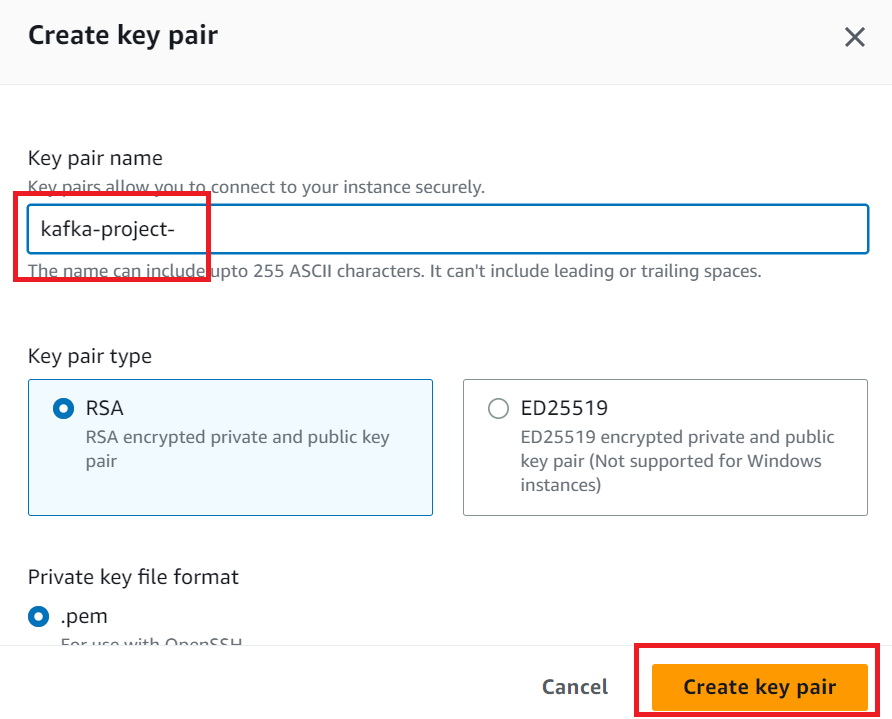 Create key pair
Key pair name
Key pairs allow you to connect to your instance securely.
kafka-project-
The name can include upto 255 ASCII characters. It can't include leading or trailing spaces.
Key pair type
RSA
RSA encrypted private and public key
pair
ED25519
ED25519 encrypted private and public
key pair (Not supported for Windows
instances)
Private key file format
.pem
For use with OpenSSH
Cancel
Create key pair